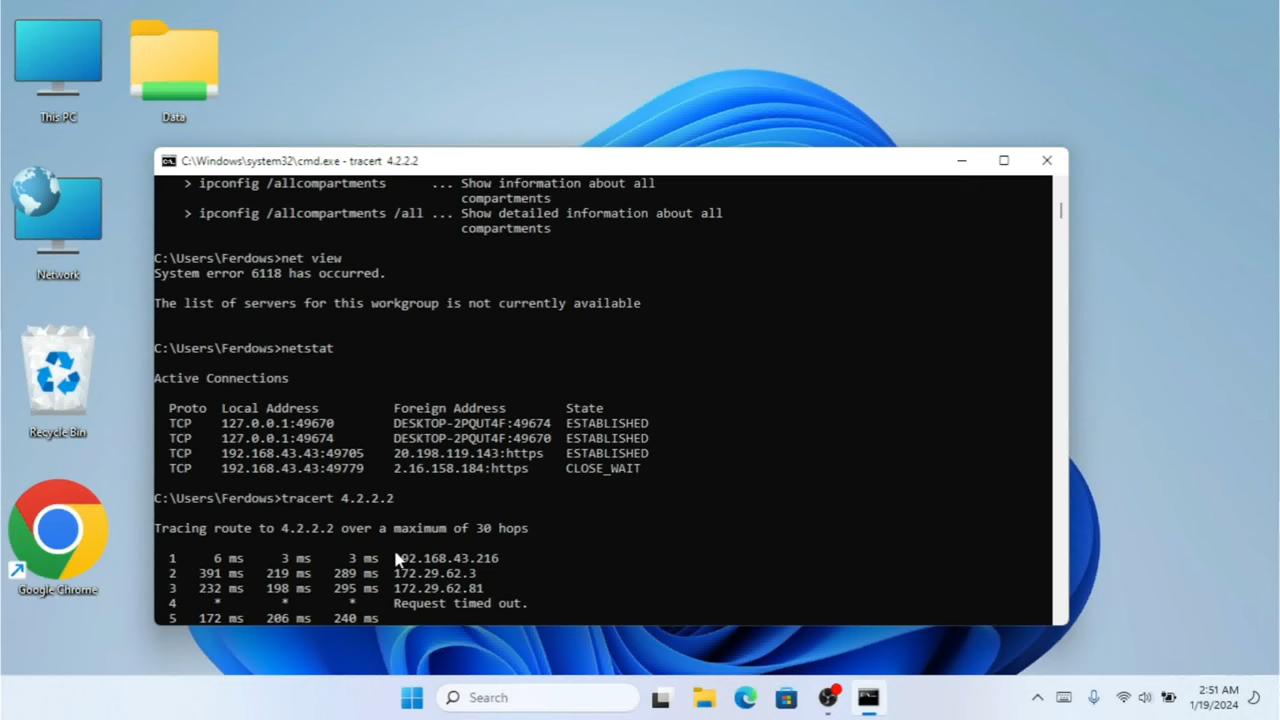 This PC
Data
Network
Recycle Bin
Google Chrome
C:\Windows\system32\cmd.exe - tracert 4.2.2.2
> ipconfig /allcompartments ... Show information about all
compartments
> ipconfig /allcompartments /all ... Show detailed information about all
compartments
C:\Users\Ferdows>net view
System error 6118 has occurred.
The list of servers for this workgroup is not currently available
C:\Users\Ferdows>netstat
Active Connections
Proto Local Address Foreign Address State
TCP 127.0.0.1:49670 DESKTOP-2PQUT4F:49674 ESTABLISHED
TCP 127.0.0.1:49674 DESKTOP-2PQUT4F:49670 ESTABLISHED
TCP 192.168.43.43:49705 20.198.119.143:https ESTABLISHED
TCP 192.168.43.43:49779 2.16.158.184:https CLOSE_WAIT
C:\Users\Ferdows>tracert 4.2.2.2
Tracing route to 4.2.2.2 over a maximum of 30 hops
1 6 ms 3 ms 3 ms 192.168.43.216
2 391 ms 219 ms 289 ms 172.29.62.3
3 232 ms 198 ms 295 ms 172.29.62.81
4 * * * Request timed out.
5 172 ms 206 ms 240 ms
Search
2:51 AM
1/19/2024